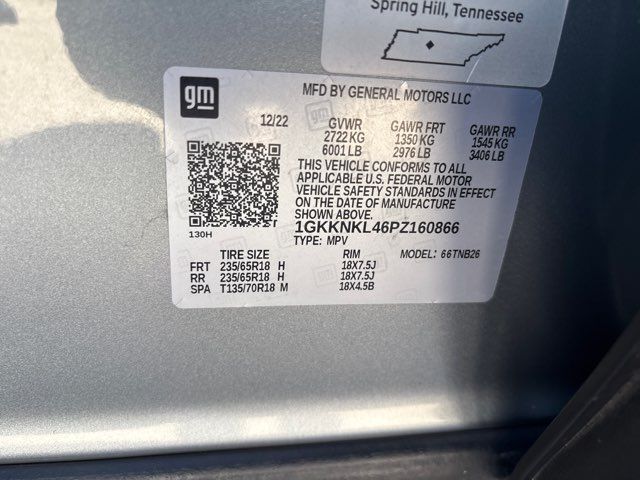 Spring Hill, Tennessee
gm
MFD BY GENERAL MOTORS LLC
12/22 GVWR GAWR FRT GAWR RR
2722 KG 1350 KG 1545 KG
6001 LB 2976 LB 3406 LB
THIS VEHICLE CONFORMS TO ALL
APPLICABLE U.S. FEDERAL MOTOR
VEHICLE SAFETY STANDARDS IN EFFECT
ON THE DATE OF MANUFACTURE
SHOWN ABOVE.
130H
1GKKNKL46PZ160866
TYPE: MPV MODEL: 66TNB26
TIRE SIZE RIM
FRT 235/65R18 H 18X7.5J
RR 235/65R18 H 18X7.5J
SPA T135/70R18 M 18X4.5B